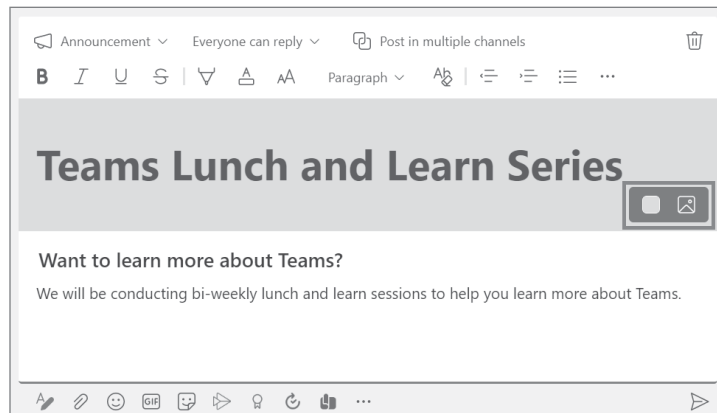 Announcement Everyone can reply Post in multiple channels
B I U S A AA Paragraph Ab
Teams Lunch and Learn Series
Want to learn more about Teams?
We will be conducting bi-weekly lunch and learn sessions to help you learn more about Teams.
A GIF